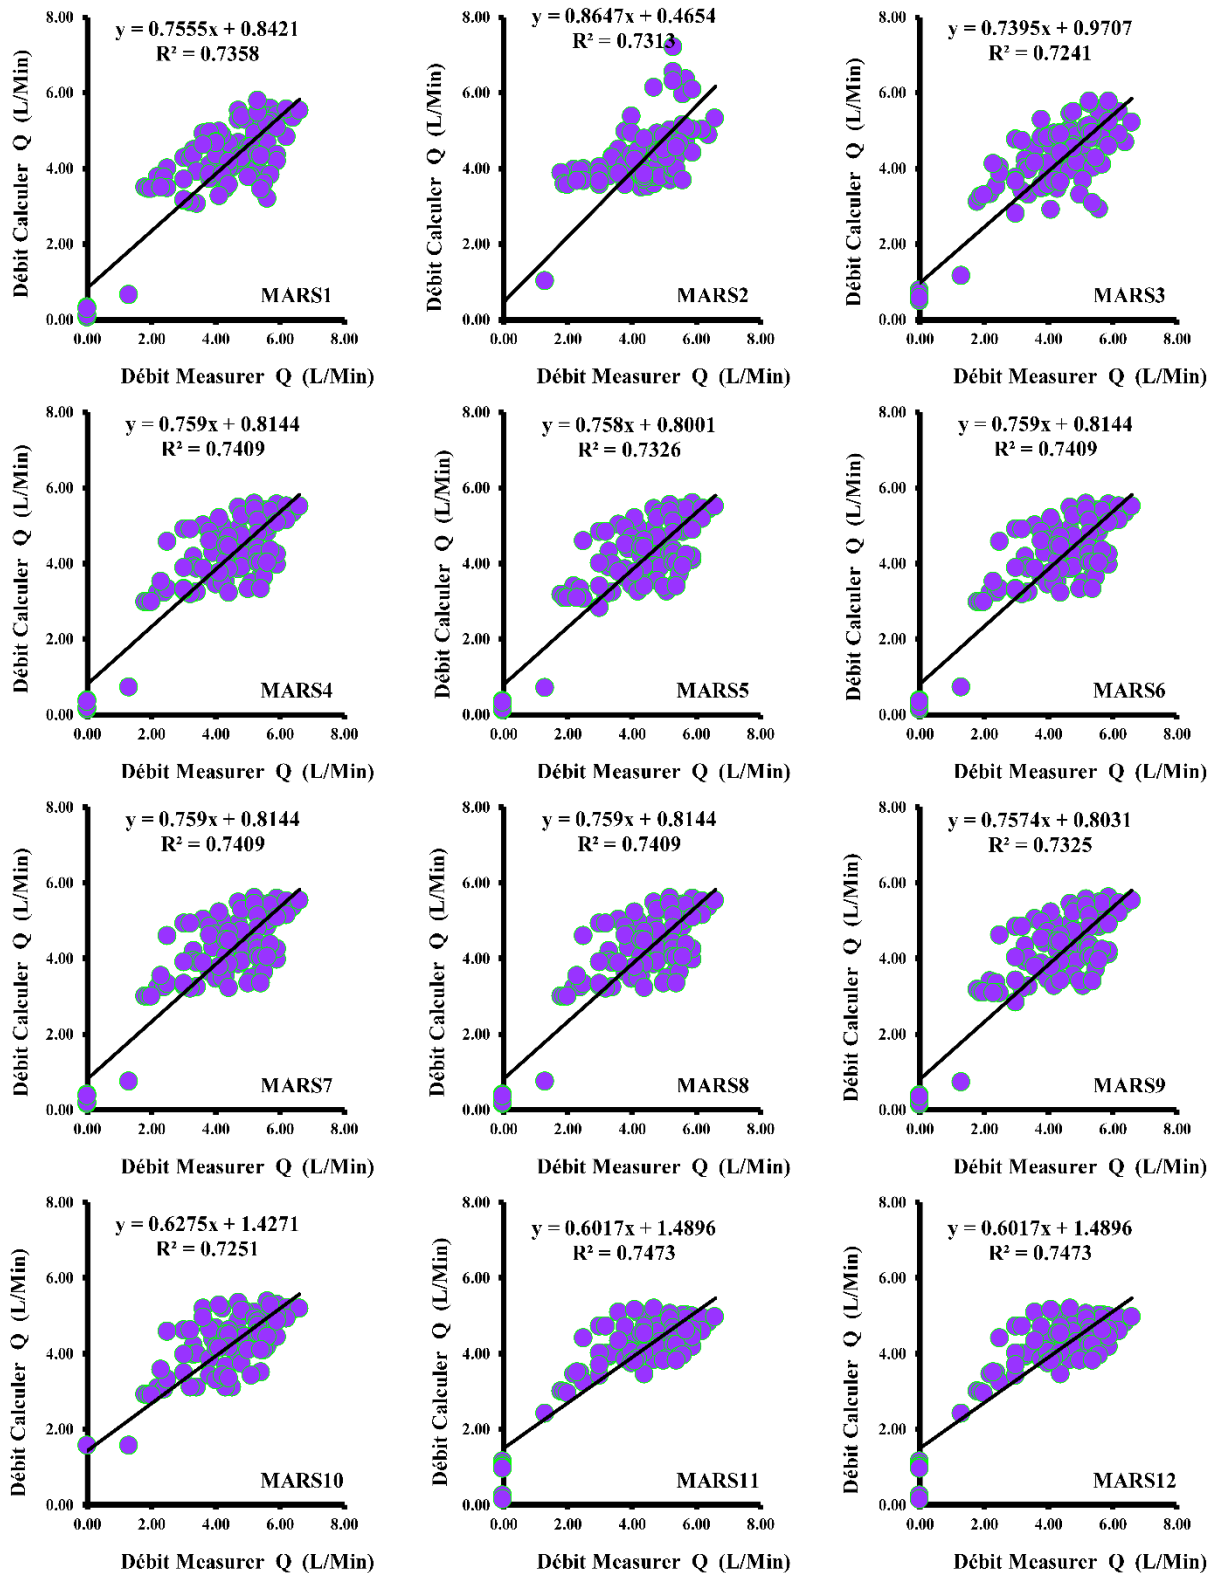 y = 0.7555x + 0.8421
R² = 0.7358
Débit Calculer Q (L/Min)
8.00
6.00
4.00
2.00
0.00
MARS1
0.00 2.00 4.00 6.00 8.00
Débit Measurer Q (L/Min)
y = 0.8647x + 0.4654
R² = 0.7313
Débit Calculer Q (L/Min)
8.00
6.00
4.00
2.00
0.00
MARS2
0.00 2.00 4.00 6.00 8.00
Débit Measurer Q (L/Min)
y = 0.7395x + 0.9707
R² = 0.7241
Débit Calculer Q (L/Min)
8.00
6.00
4.00
2.00
0.00
MARS3
0.00 2.00 4.00 6.00 8.00
Débit Measurer Q (L/Min)
y = 0.759x + 0.8144
R² = 0.7409
Débit Calculer Q (L/Min)
8.00
6.00
4.00
2.00
0.00
MARS4
0.00 2.00 4.00 6.00 8.00
Débit Measurer Q (L/Min)
y = 0.758x + 0.8001
R² = 0.7326
Débit Calculer Q (L/Min)
8.00
6.00
4.00
2.00
0.00
MARS5
0.00 2.00 4.00 6.00 8.00
Débit Measurer Q (L/Min)
y = 0.759x + 0.8144
R² = 0.7409
Débit Calculer Q (L/Min)
8.00
6.00
4.00
2.00
0.00
MARS6
0.00 2.00 4.00 6.00 8.00
Débit Measurer Q (L/Min)
y = 0.759x + 0.8144
R² = 0.7409
Débit Calculer Q (L/Min)
8.00
6.00
4.00
2.00
0.00
MARS7
0.00 2.00 4.00 6.00 8.00
Débit Measurer Q (L/Min)
y = 0.759x + 0.8144
R² = 0.7409
Débit Calculer Q (L/Min)
8.00
6.00
4.00
2.00
0.00
MARS8
0.00 2.00 4.00 6.00 8.00
Débit Measurer Q (L/Min)
y = 0.7574x + 0.8031
R² = 0.7325
Débit Calculer Q (L/Min)
8.00
6.00
4.00
2.00
0.00
MARS9
0.00 2.00 4.00 6.00 8.00
Débit Measurer Q (L/Min)
y = 0.6275x + 1.4271
R² = 0.7251
Débit Calculer Q (L/Min)
8.00
6.00
4.00
2.00
0.00
MARS10
0.00 2.00 4.00 6.00 8.00
Débit Measurer Q (L/Min)
y = 0.6017x + 1.4896
R² = 0.7473
Débit Calculer Q (L/Min)
8.00
6.00
4.00
2.00
0.00
MARS11
0.00 2.00 4.00 6.00 8.00
Débit Measurer Q (L/Min)
y = 0.6017x + 1.4896
R² = 0.7473
Débit Calculer Q (L/Min)
8.00
6.00
4.00
2.00
0.00
MARS12
0.00 2.00 4.00 6.00 8.00
Débit Measurer Q (L/Min)